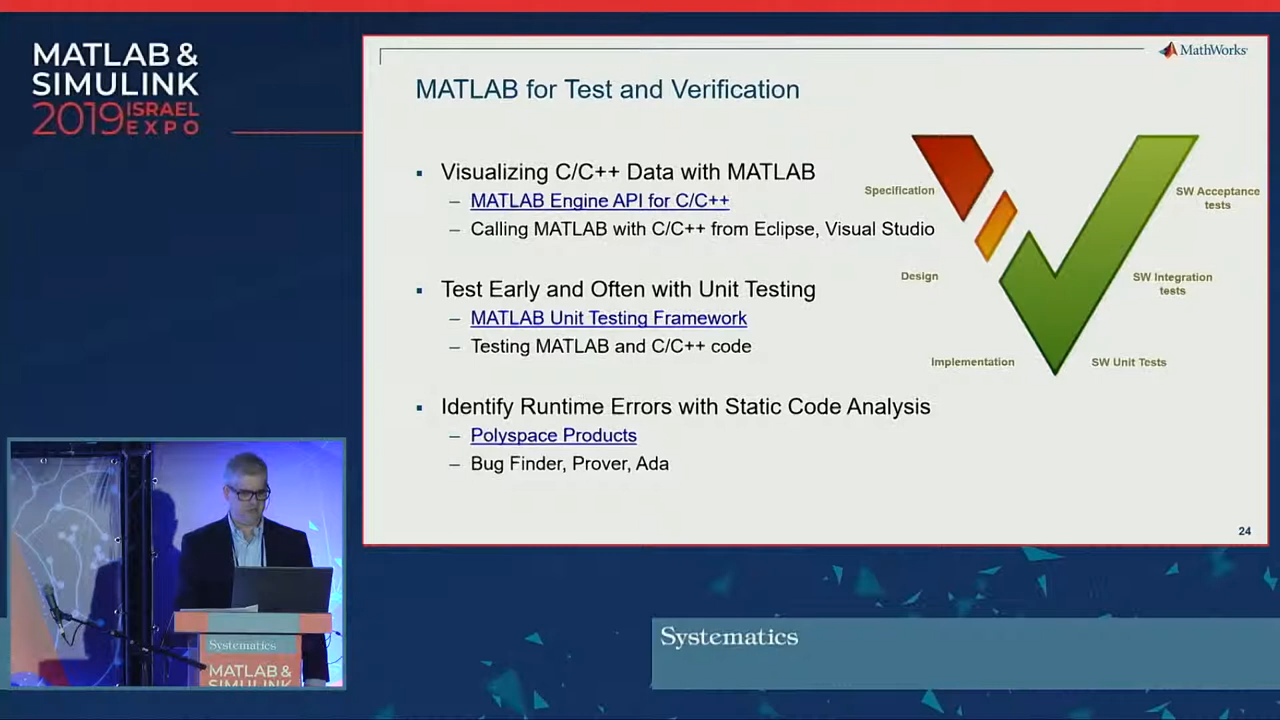 MATLAB &
SIMULINK
2019 ISRAEL
EXPO
MathWorks
MATLAB for Test and Verification
▪ Visualizing C/C++ Data with MATLAB
– MATLAB Engine API for C/C++
– Calling MATLAB with C/C++ from Eclipse, Visual Studio
▪ Test Early and Often with Unit Testing
– MATLAB Unit Testing Framework
– Testing MATLAB and C/C++ code
▪ Identify Runtime Errors with Static Code Analysis
– Polyspace Products
– Bug Finder, Prover, Ada
Specification
SW Acceptance
tests
Design
SW Integration
tests
Implementation
SW Unit Tests
24
Systematics
MATLAB &
SIMULINK
Systematics